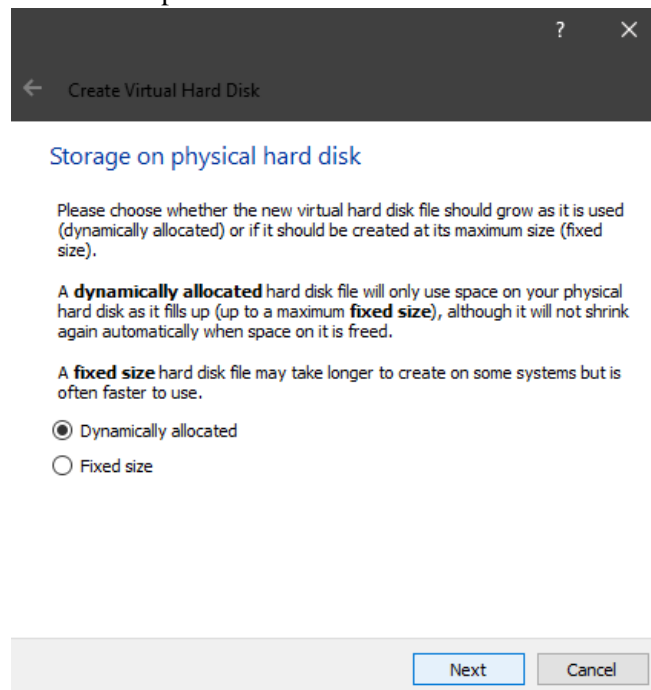 ?
Create Virtual Hard Disk
Storage on physical hard disk
Please choose whether the new virtual hard disk file should grow as it is used
(dynamically allocated) or if it should be created at its maximum size (fixed
size).
A dynamically allocated hard disk file will only use space on your physical
hard disk as it fills up (up to a maximum fixed size), although it will not shrink
again automatically when space on it is freed.
A fixed size hard disk file may take longer to create on some systems but is
often faster to use.
Dynamically allocated
Fixed size
Next Cancel